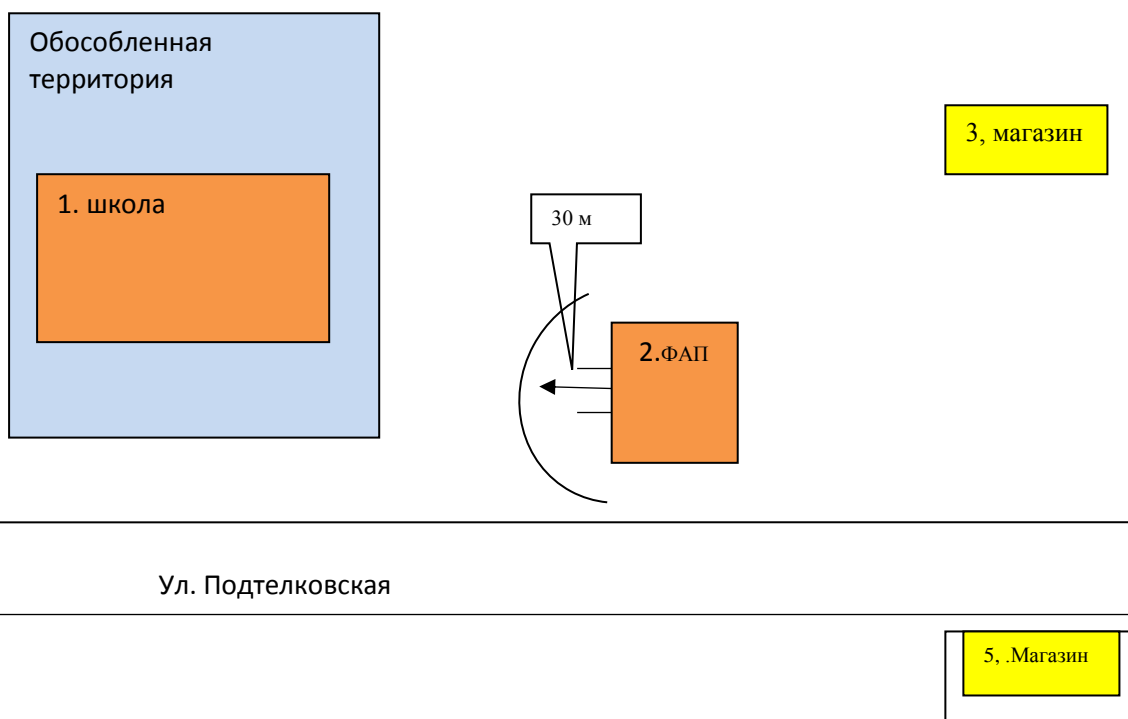 Обособленная
территория
3, магазин
1. школа
30 м
2.ФАП
Ул. Подтелковская
5, .Магазин